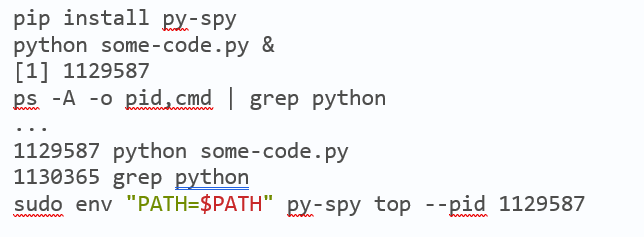 pip install py-spy
python some-code.py &
[1] 1129587
ps -A -o pid,cmd | grep python
...
1129587 python some-code.py
1130365 grep python
sudo env "PATH=$PATH" py-spy top --pid 1129587